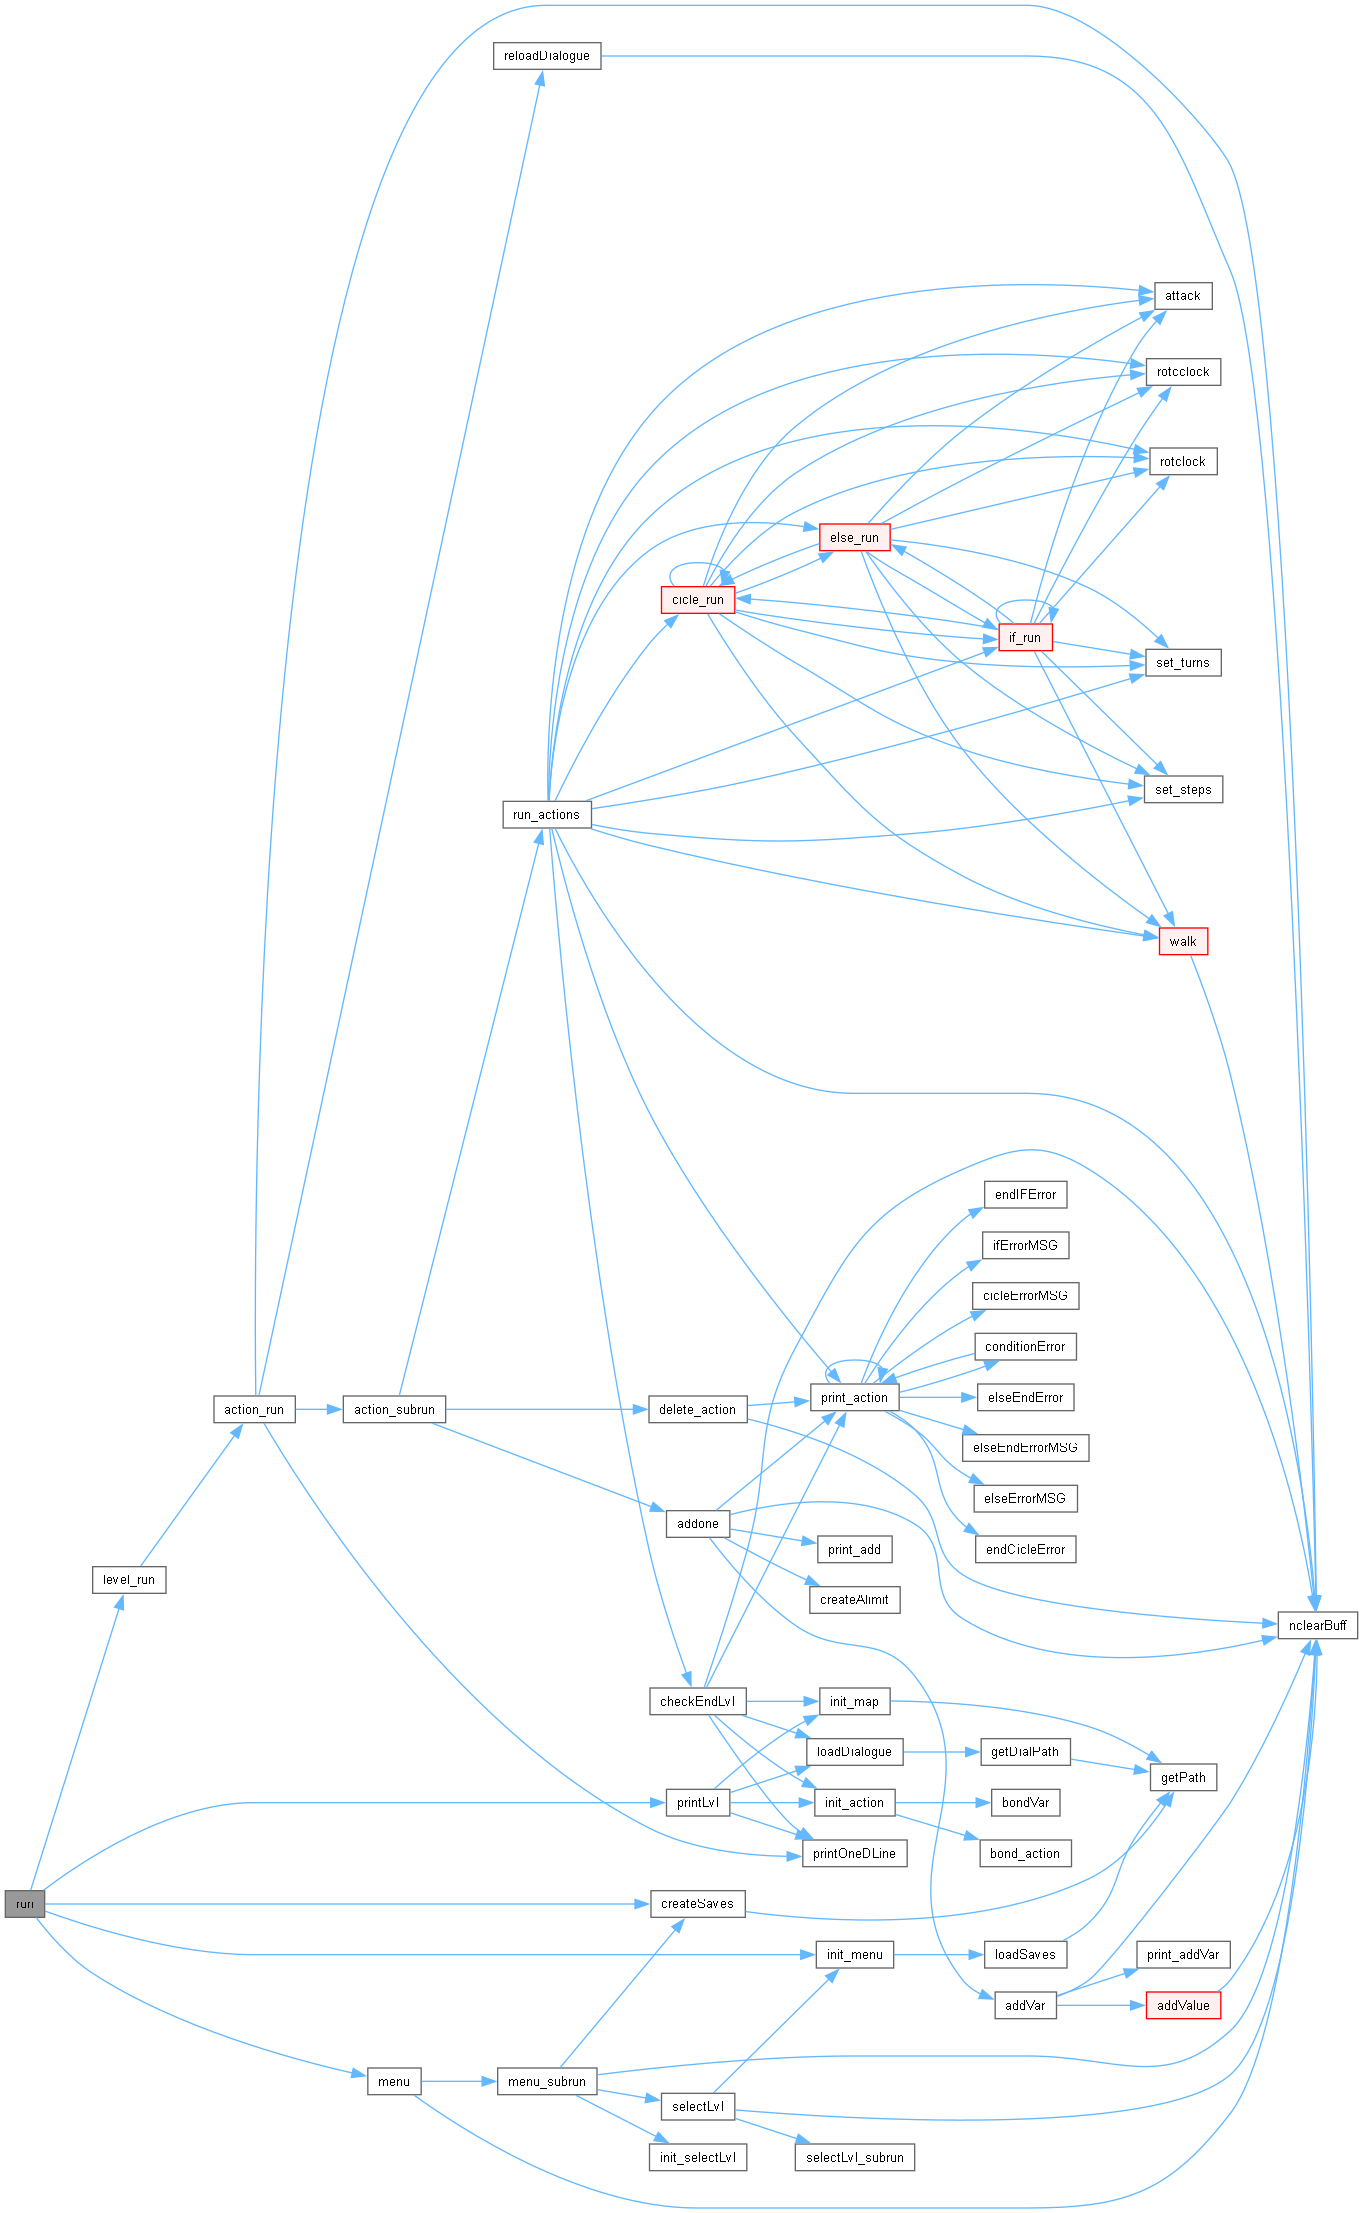 reloadDialogue
attack
rotcclock
rotclock
else_run
cicle_run
if_run
set_turns
set_steps
run_actions
walk
endIFError
ifErrorMSG
cicleErrorMSG
conditionError
print_action
elseEndError
action_run
action_subrun
delete_action
elseEndErrorMSG
elseErrorMSG
addone
endCicleError
print_add
level_run
createAlimit
nclearBuff
checkEndLvl
init_map
loadDialogue
getDialPath
getPath
printLvl
init_action
bondVar
printOneDLine
bond_action
run
createSaves
init_menu
loadSaves
print_addVar
addVar
addValue
menu
menu_subrun
selectLvl
init_selectLvl
selectLvl_subrun